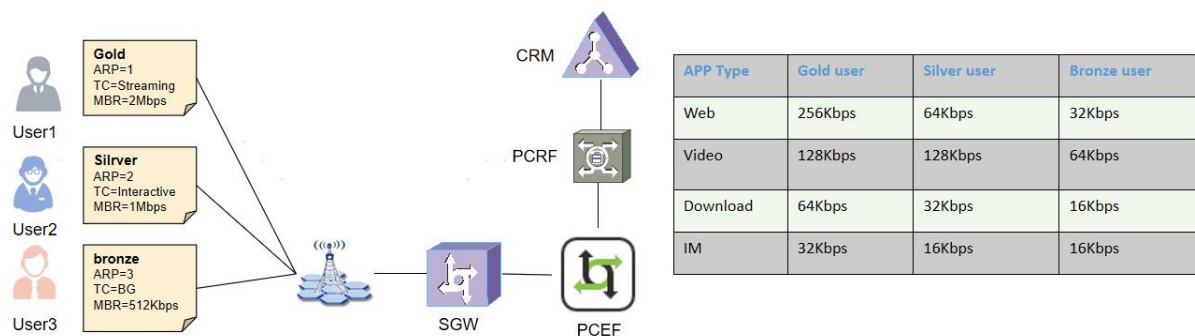 Gold
ARP=1
TC=Streaming
MBR=2Mbps
User1
Silrver
ARP=2
TC=Interactive
MBR=1Mbps
User2
bronze
ARP=3
TC=BG
MBR=512Kbps
User3
SGW
PCEF
PCRF
CRM
APP Type Gold user Silver user Bronze user
Web 256Kbps 64Kbps 32Kbps
Video 128Kbps 128Kbps 64Kbps
Download 64Kbps 32Kbps 16Kbps
IM 32Kbps 16Kbps 16Kbps